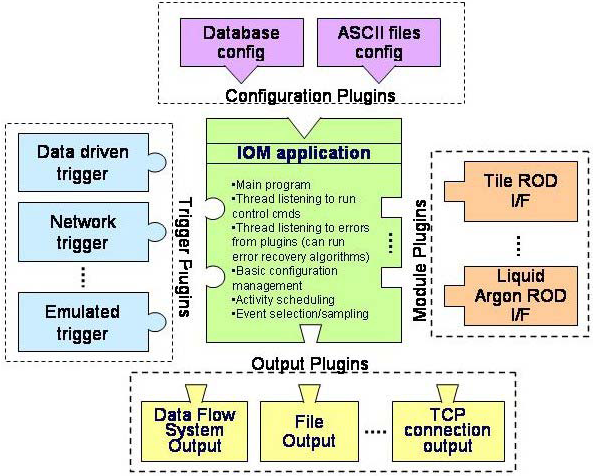 Database
config
ASCII files
config
Configuration Plugins
Data driven
trigger
Network
trigger
Emulated
trigger
Trigger Plugins
IOM application
•Main program
•Thread listening to run
control cmds
•Thread listening to errors
from plugins (can run
error recovery algorithms)
•Basic configuration
management
•Activity scheduling
•Event selection/sampling
Module Plugins
Tile ROD
I/F
Liquid
Argon ROD
I/F
Output Plugins
Data Flow
System
Output
File
Output
TCP
connection
output